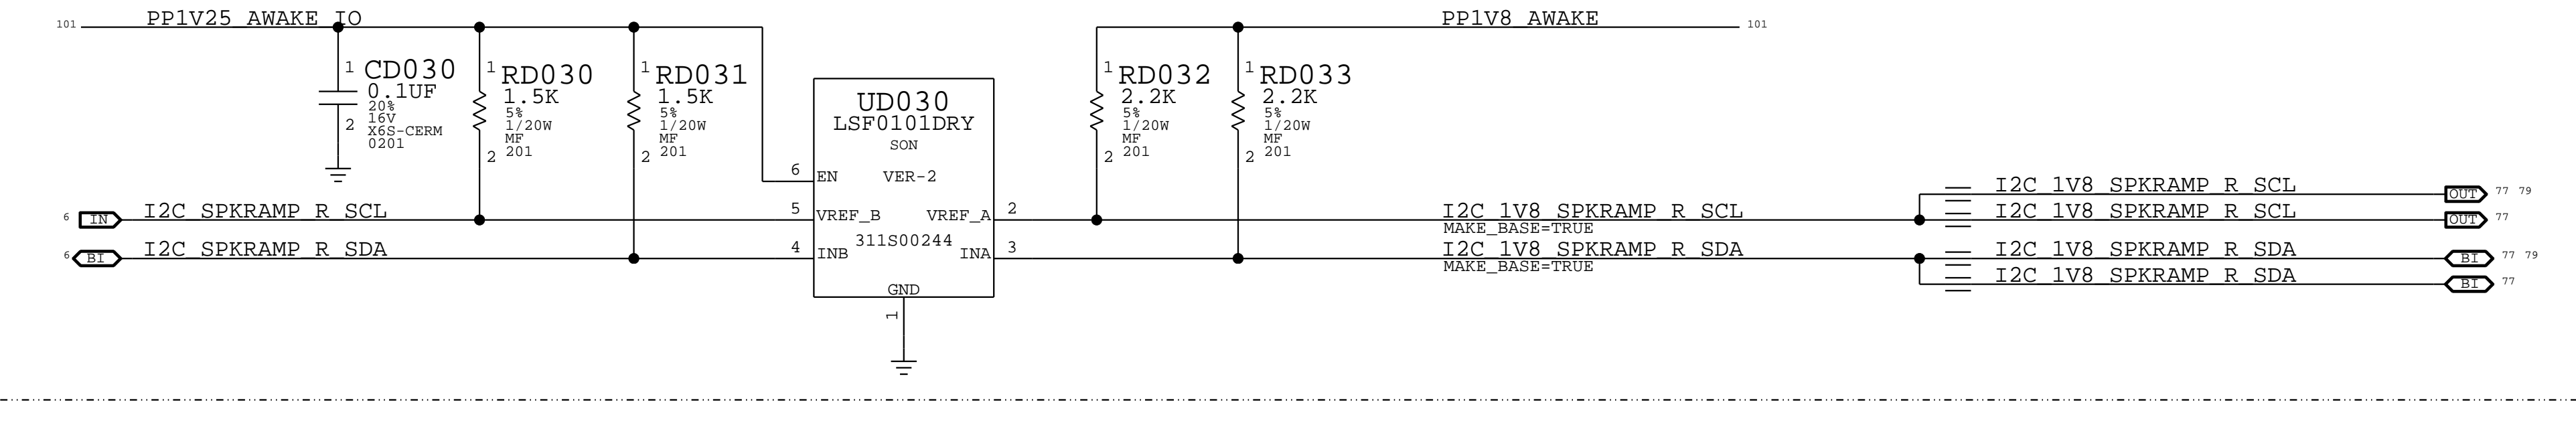 101 PP1V25_AWAKE_IO
PP1V8_AWAKE 101
1 CD030
0.1UF
20%
16V
2 X6S-CERM
0201
1 RD030
1.5K
5%
1/20W
MF
2 201
1 RD031
1.5K
5%
1/20W
MF
2 201
UD030
LSF0101DRY
SON
6 EN VER-2
5 VREF_B VREF_A 2
311S00244
4 INB INA 3
GND
1
1 RD032
2.2K
5%
1/20W
MF
2 201
1 RD033
2.2K
5%
1/20W
MF
2 201
6 IN I2C_SPKRAMP_R_SCL
6 BI I2C_SPKRAMP_R_SDA
I2C_1V8_SPKRAMP_R_SCL
MAKE_BASE=TRUE
I2C_1V8_SPKRAMP_R_SDA
MAKE_BASE=TRUE
I2C_1V8_SPKRAMP_R_SCL OUT 77 79
I2C_1V8_SPKRAMP_R_SCL OUT 77
I2C_1V8_SPKRAMP_R_SDA BI 77 79
I2C_1V8_SPKRAMP_R_SDA BI 77